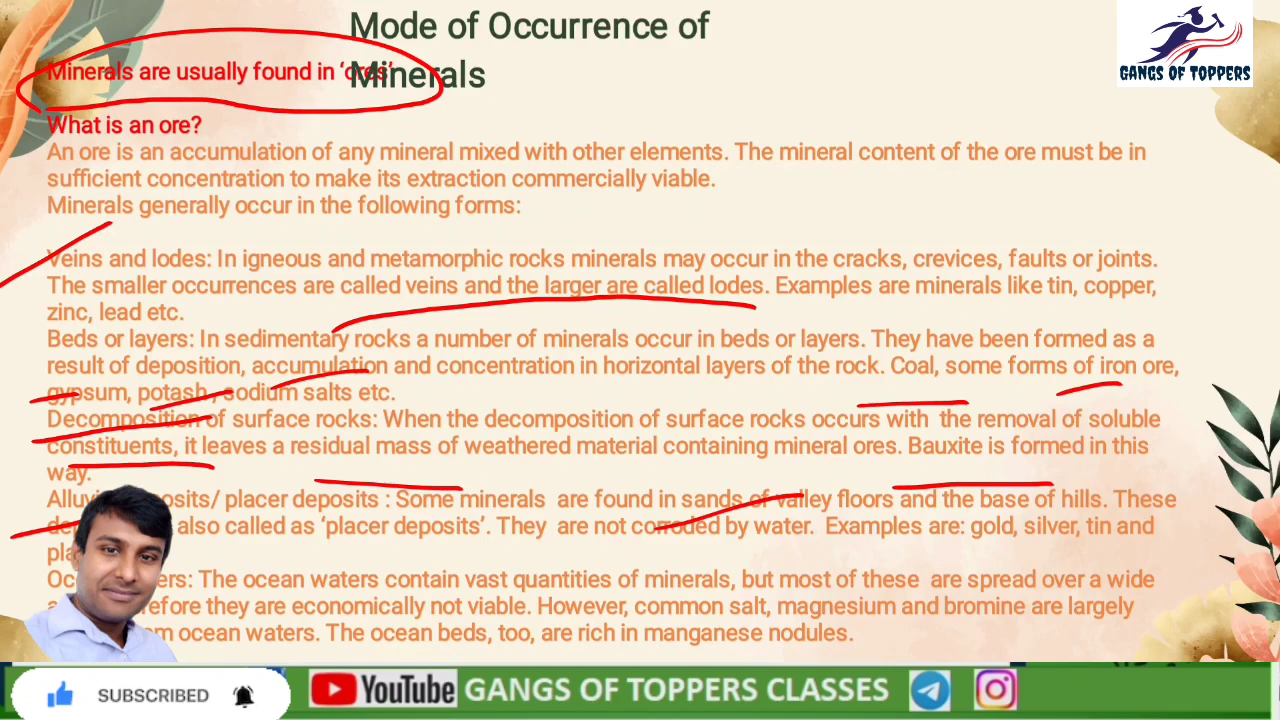 Mode of Occurrence of
Minerals
GANGS OF TOPPERS
Minerals are usually found in ‘ores’
What is an ore?
An ore is an accumulation of any mineral mixed with other elements. The mineral content of the ore must be in
sufficient concentration to make its extraction commercially viable.
Minerals generally occur in the following forms:
Veins and lodes: In igneous and metamorphic rocks minerals may occur in the cracks, crevices, faults or joints.
The smaller occurrences are called veins and the larger are called lodes. Examples are minerals like tin, copper,
zinc, lead etc.
Beds or layers: In sedimentary rocks a number of minerals occur in beds or layers. They have been formed as a
result of deposition, accumulation and concentration in horizontal layers of the rock. Coal, some forms of iron ore,
gypsum, potash , sodium salts etc.
Decomposition of surface rocks: When the decomposition of surface rocks occurs with the removal of soluble
constituents, it leaves a residual mass of weathered material containing mineral ores. Bauxite is formed in this
way.
deposits/ placer deposits : Some minerals are found in sands of valley floors and the base of hills. These
also called as ‘placer deposits’. They are not corroded by water. Examples are: gold, silver, tin and
The ocean waters contain vast quantities of minerals, but most of these are spread over a wide
they are economically not viable. However, common salt, magnesium and bromine are largely
ocean waters. The ocean beds, too, are rich in manganese nodules.
SUBSCRIBED
YouTube
GANGS OF TOPPERS CLASSES